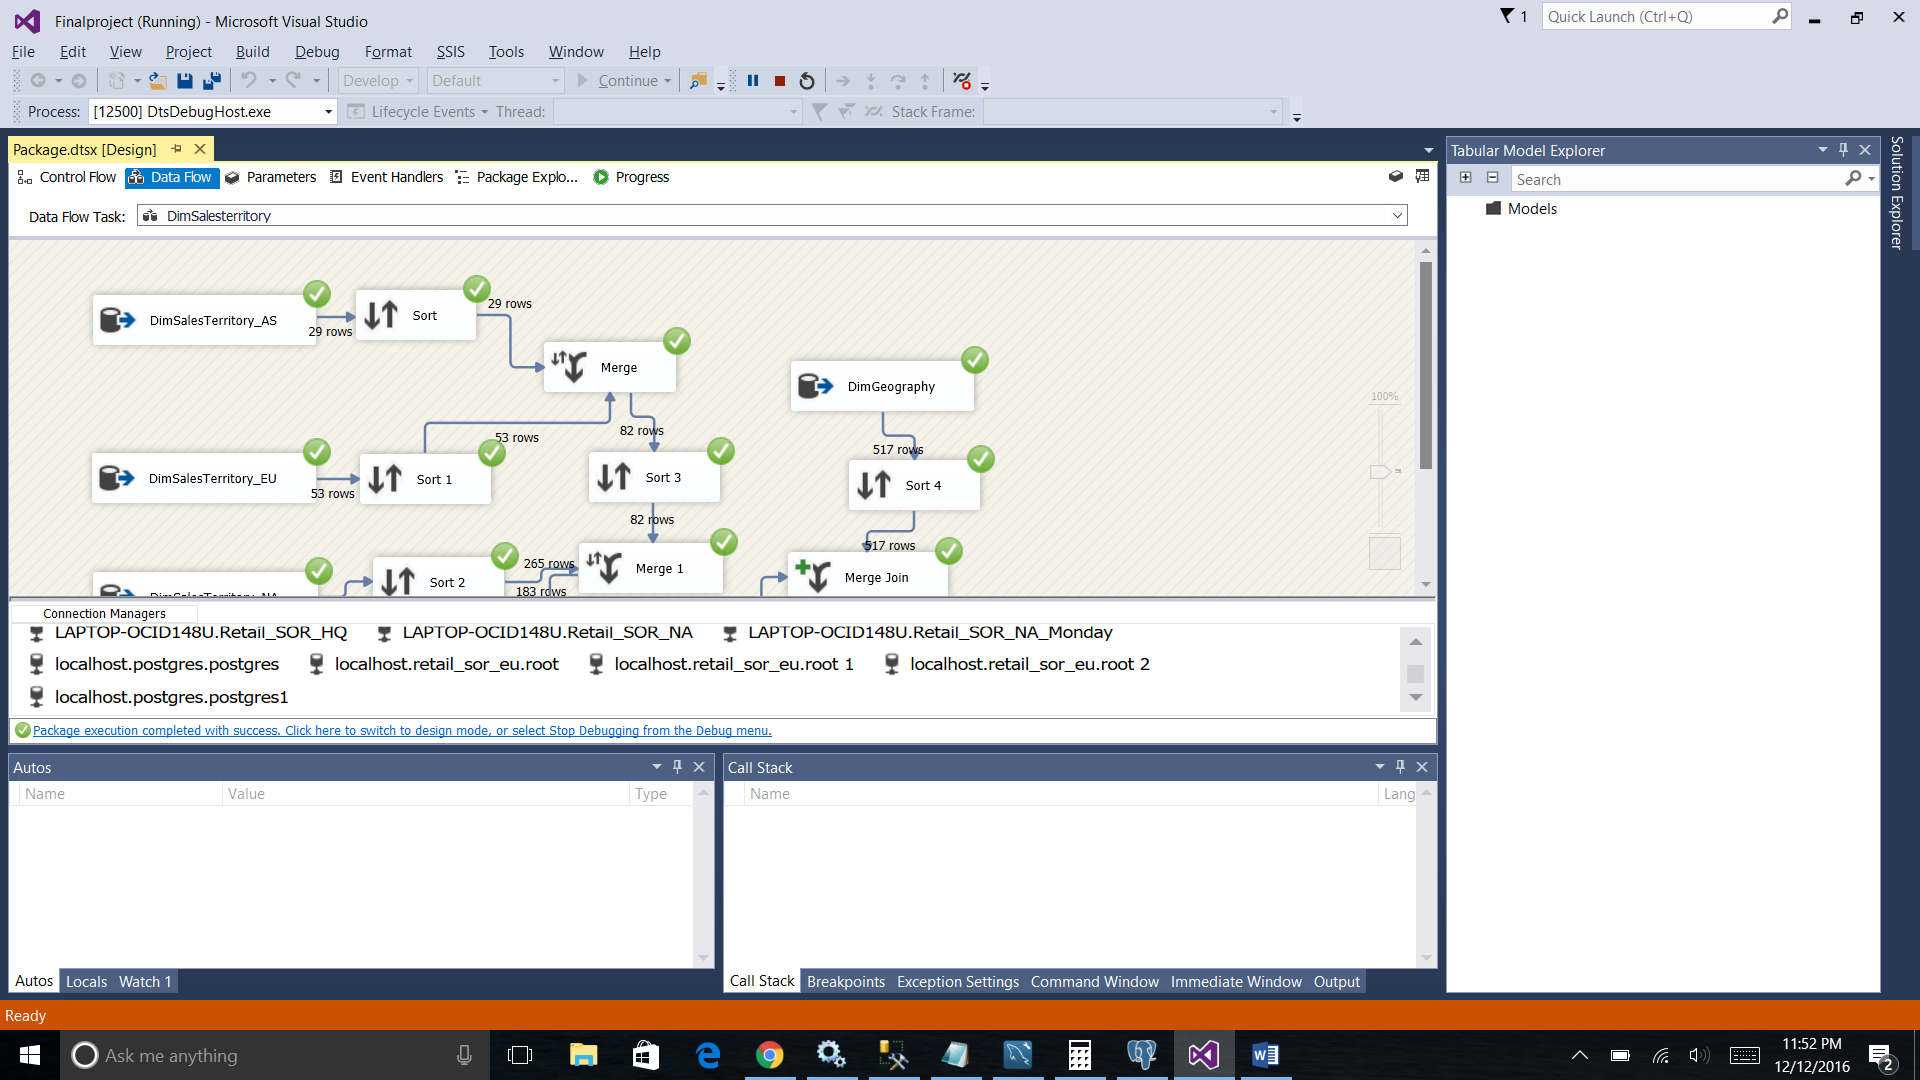 Finalproject (Running) - Microsoft Visual Studio
1
Quick Launch (Ctrl+Q)
File Edit View Project Build Debug Format SSIS Tools Window Help
Develop Default Continue
Process: [12500] DtsDebugHost.exe Lifecycle Events Thread: Stack Frame:
Package.dtsx [Design]
Control Flow Data Flow Parameters Event Handlers Package Explo... Progress
Data Flow Task: DimSalesterritory
DimSalesTerritory_AS
29 rows
Sort
29 rows
Merge
DimGeography
100%
53 rows
82 rows
517 rows
DimSalesTerritory_EU
53 rows
Sort 1
Sort 3
Sort 4
82 rows
517 rows
DimSalesTerritory_NA
Sort 2
265 rows
183 rows
Merge 1
Merge Join
Connection Managers
LAPTOP-OCID148U.Retail_SOR_HQ LAPTOP-OCID148U.Retail_SOR_NA LAPTOP-OCID148U.Retail_SOR_NA_Monday
localhost.postgres.postgres localhost.retail_sor_eu.root localhost.retail_sor_eu.root 1 localhost.retail_sor_eu.root 2
localhost.postgres.postgres1
Package execution completed with success. Click here to switch to design mode, or select Stop Debugging from the Debug menu.
Autos
Name Value Type
Autos Locals Watch 1
Call Stack
Name Lang
Call Stack Breakpoints Exception Settings Command Window Immediate Window Output
Tabular Model Explorer
Search
Models
Solution Explorer
Ready
Ask me anything
11:52 PM
12/12/2016
2